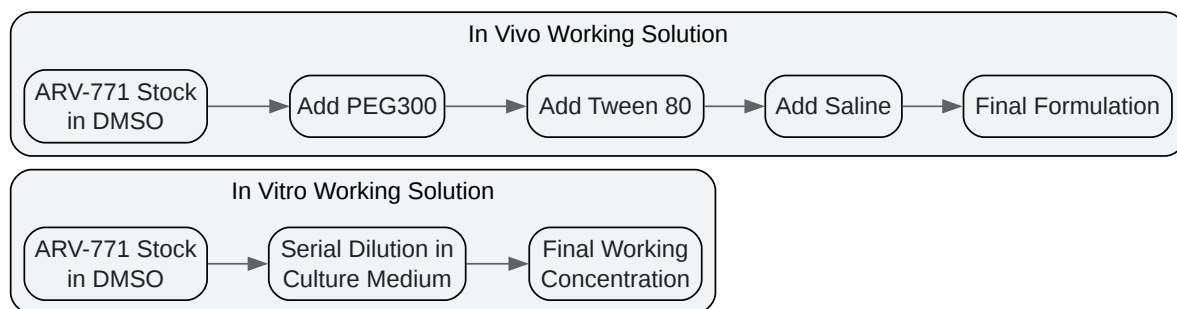 In Vivo Working Solution
ARV-771 Stock
in DMSO
Add PEG300
Add Tween 80
Add Saline
Final Formulation
In Vitro Working Solution
ARV-771 Stock
in DMSO
Serial Dilution in
Culture Medium
Final Working
Concentration